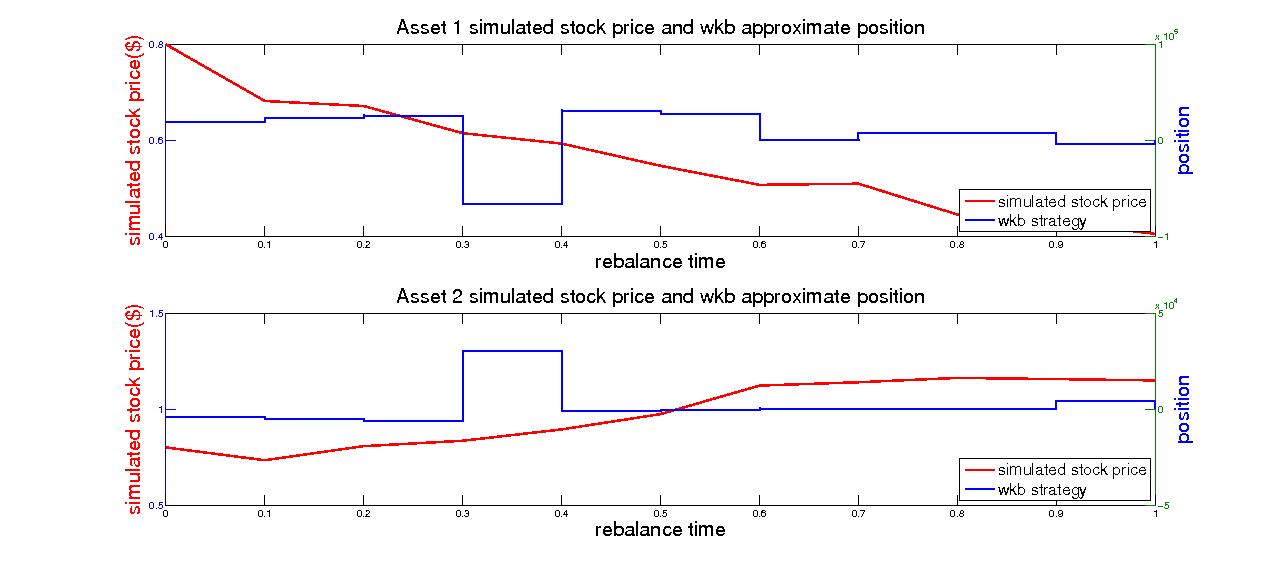 Asset 1 simulated stock price and wkb approximate position
x 10^5
simulated stock price($)
0.8
0.6
0.4
1
0
-1
position
simulated stock price
wkb strategy
0 0.1 0.2 0.3 0.4 0.5 0.6 0.7 0.8 0.9 1
rebalance time
Asset 2 simulated stock price and wkb approximate position
x 10^4
simulated stock price($)
1.5
1
0.5
5
0
-5
position
simulated stock price
wkb strategy
0 0.1 0.2 0.3 0.4 0.5 0.6 0.7 0.8 0.9 1
rebalance time